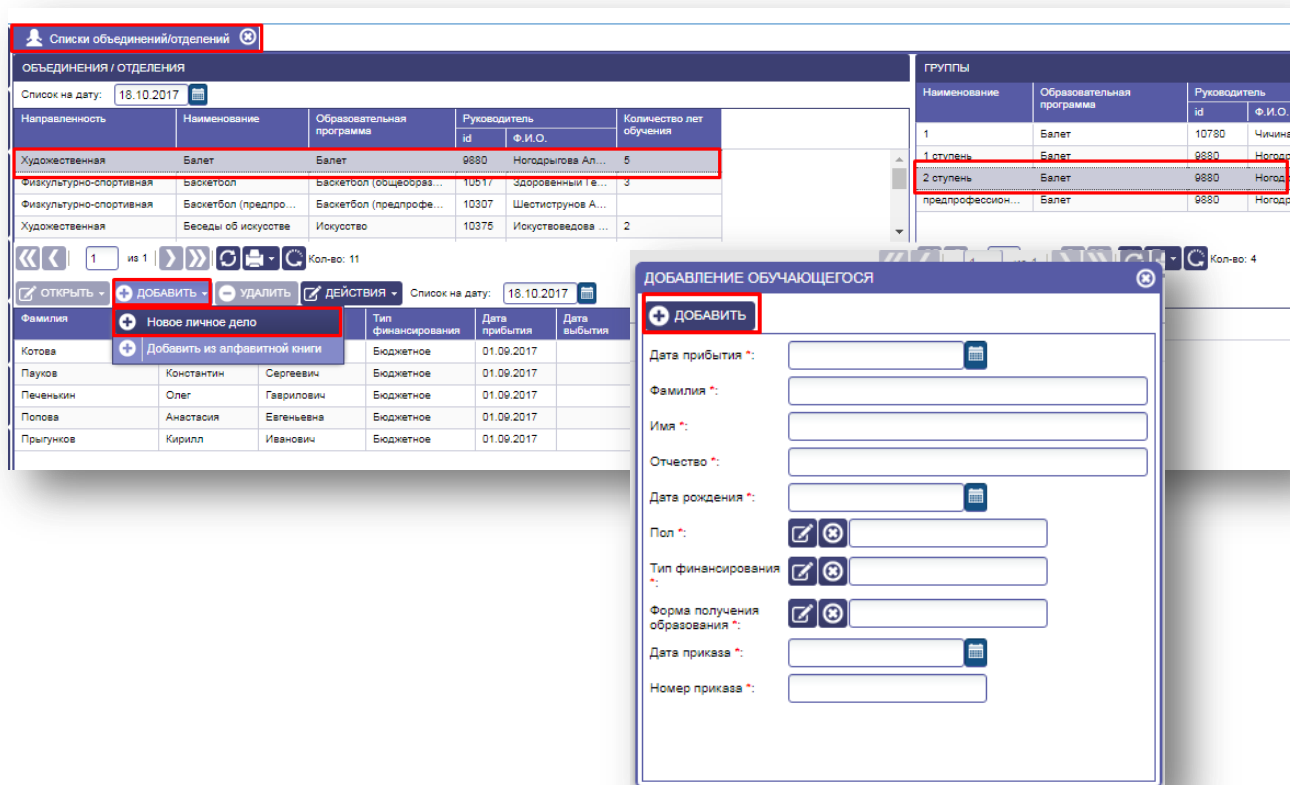 Списки объединений/отделений
ОБЪЕДИНЕНИЯ / ОТДЕЛЕНИЯ
Список на дату: 18.10.2017
Направленность Наименование Образовательная программа Руководитель Количество лет обучения
id Ф.И.О.
Художественная Балет Балет 9880 Ногодрыгова Ал... 5
Физкультурно-спортивная Баскетбол Баскетбол (общеобраз... 10517 Здоровенный Ге... 3
Физкультурно-спортивная Баскетбол (предпро... Баскетбол (предпрофе... 10307 Шестиструнов А...
Художественная Беседы об искусстве Искусство 10375 Искуствоведова ... 2
1 из 1 Кол-во: 11
ГРУППЫ
Наименование Образовательная программа Руководитель
id Ф.И.О.
1 Балет 10780 Чичина
1 ступень Балет 9880 Ногодр
2 ступень Балет 9880 Ногодр
предпрофессион... Балет 9880 Ногодр
Кол-во: 4
ОТКРЫТЬ ДОБАВИТЬ УДАЛИТЬ ДЕЙСТВИЯ Список на дату: 18.10.2017
Фамилия Тип финансирования Дата прибытия Дата выбытия
Новое личное дело
Добавить из алфавитной книги
Котова Бюджетное 01.09.2017
Пауков Константин Сергеевич Бюджетное 01.09.2017
Печенькин Олег Гаврилович Бюджетное 01.09.2017
Попова Анастасия Евгеньевна Бюджетное 01.09.2017
Прыгунков Кирилл Иванович Бюджетное 01.09.2017
ДОБАВЛЕНИЕ ОБУЧАЮЩЕГОСЯ
ДОБАВИТЬ
Дата прибытия *:
Фамилия *:
Имя *:
Отчество *:
Дата рождения *:
Пол *:
Тип финансирования
*:
Форма получения
образования *:
Дата приказа *:
Номер приказа *: